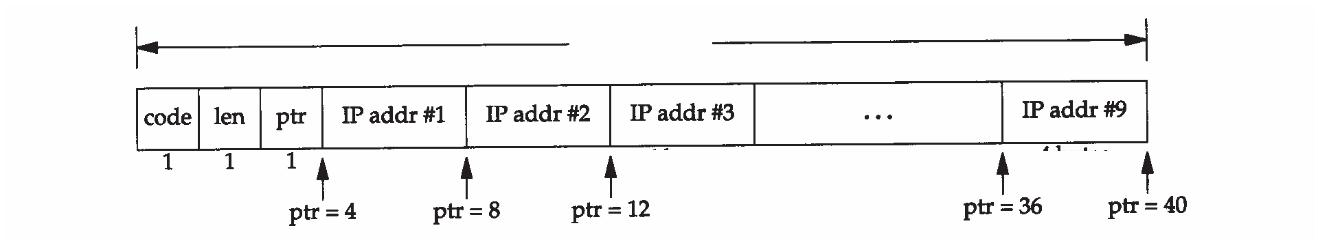 code len ptr IP addr #1 IP addr #2 IP addr #3 ... IP addr #9
1 1 1
ptr = 4 ptr = 8 ptr = 12 ptr = 36 ptr = 40